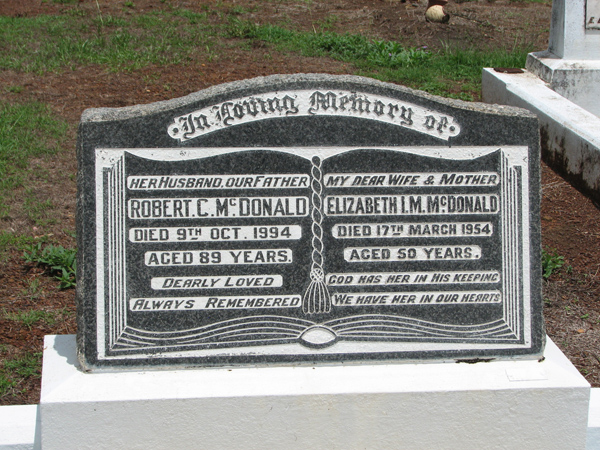 In Loving Memory of
HER HUSBAND, OUR FATHER
ROBERT. C. McDONALD
DIED 9TH OCT. 1994
AGED 89 YEARS.
DEARLY LOVED
ALWAYS REMEMBERED
MY DEAR WIFE & MOTHER
ELIZABETH I.M. McDONALD
DIED 17TH MARCH 1954
AGED 50 YEARS.
GOD HAS HER IN HIS KEEPING
WE HAVE HER IN OUR HEARTS